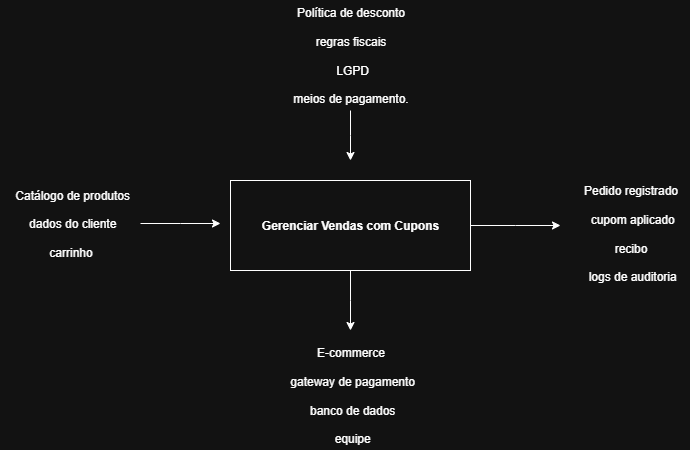 Política de desconto
regras fiscais
LGPD
meios de pagamento.
Catálogo de produtos
dados do cliente
carrinho
Gerenciar Vendas com Cupons
Pedido registrado
cupom aplicado
recibo
logs de auditoria
E-commerce
gateway de pagamento
banco de dados
equipe